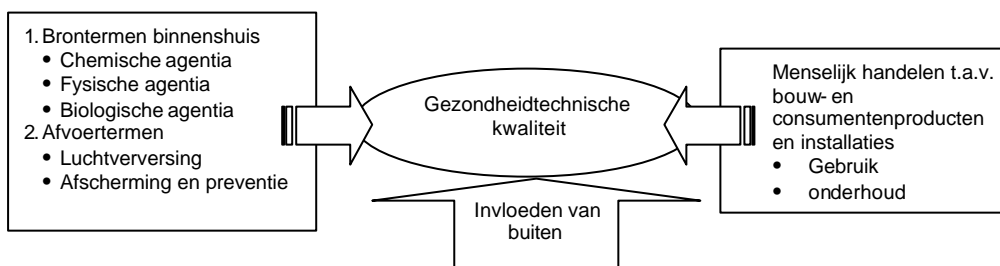 1. Brontermen binnenshuis
• Chemische agentia
• Fysische agentia
• Biologische agentia
2. Afvoertermen
• Luchtverversing
• Afscherming en preventie
Gezondheidtechnische
kwaliteit
Invloeden van
buiten
Menselijk handelen t.a.v.
bouw- en
consumentenproducten
en installaties
• Gebruik
• onderhoud